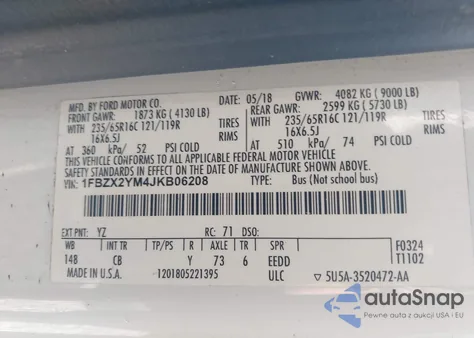 MFD. BY FORD MOTOR CO.
DATE: 05/18 GVWR: 4082 KG ( 9000 LB)
FRONT GAWR: 1873 KG ( 4130 LB) REAR GAWR: 2599 KG ( 5730 LB)
WITH 235/65R16C 121/119R TIRES WITH 235/65R16C 121/119R TIRES
16X6.5J RIMS 16X6.5J RIMS
AT 360 kPa/ 52 PSI COLD AT 510 kPa/ 74 PSI COLD
THIS VEHICLE CONFORMS TO ALL APPLICABLE FEDERAL MOTOR VEHICLE
SAFETY STANDARDS IN EFFECT ON THE DATE OF MANUFACTURE SHOWN ABOVE.
VIN: 1FBZX2YM4JKB06208 TYPE: Bus (Not school bus)
EXT PNT: YZ RC: 71 DSO:
WB INT TR TP/PS R AXLE TR SPR F0324
148 CB Y 73 6 EEDD T1102
MADE IN U.S.A. 1201805221395 ULC 5U5A-3520472-AA
autoSnap
Pewne auta z USA i EU